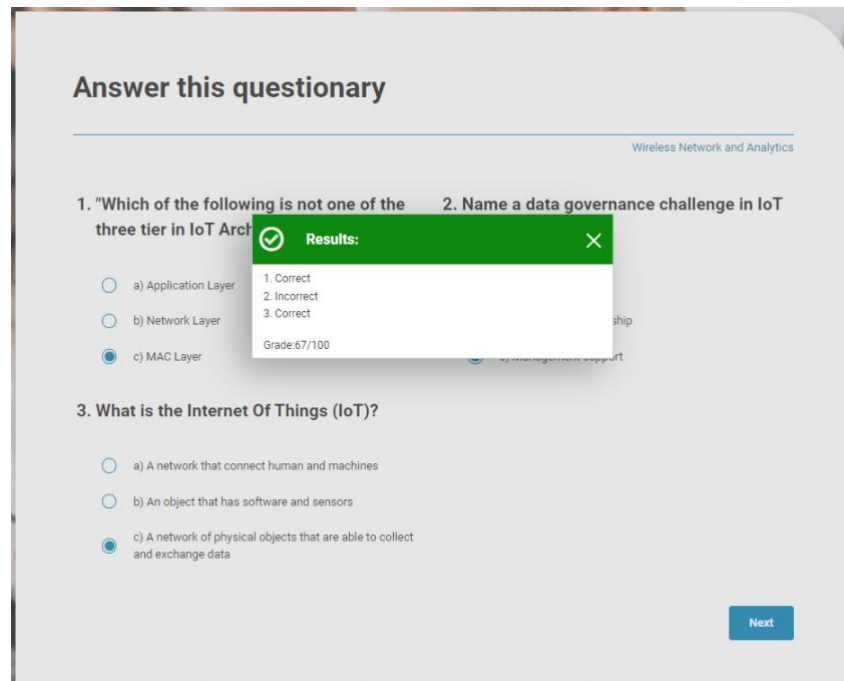 Answer this questionary
Wireless Network and Analytics
1. "Which of the following is not one of the
three tier in IoT Arch
2. Name a data governance challenge in IoT
Results:
1. Correct
2. Incorrect
3. Correct
Grade:67/100
a) Application Layer
b) Network Layer
c) MAC Layer
ship
c) Management support
3. What is the Internet Of Things (IoT)?
a) A network that connect human and machines
b) An object that has software and sensors
c) A network of physical objects that are able to collect
and exchange data
Next